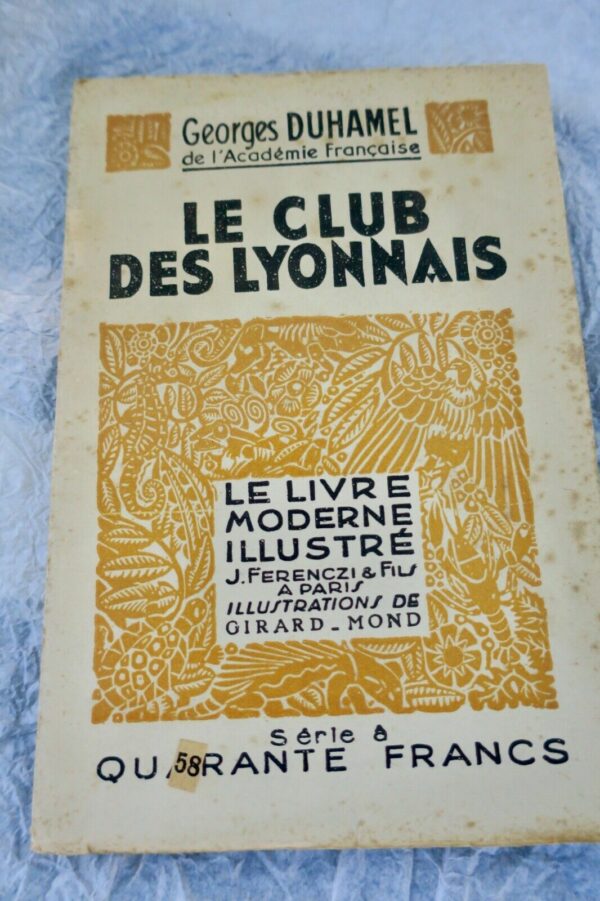 Georges DUHAMEL
de l'Académie Française
LE CLUB
DES LYONNAIS
LE LIVRE
MODERNE
ILLUSTRÉ
J. FERENCZI & FILS
A PARIS
ILLUSTRATIONS DE
GIRARD-MOND
Série à
QUARANTE FRANCS
58